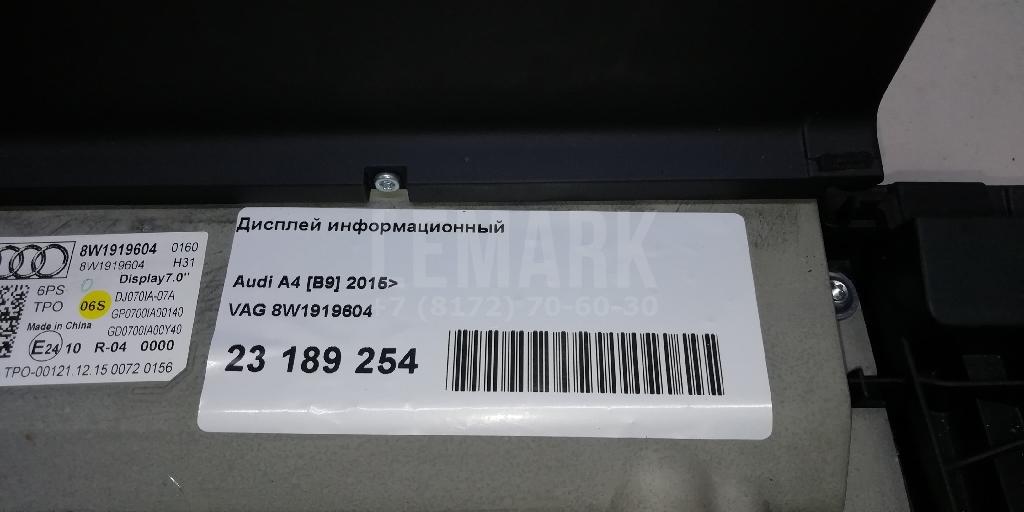 Дисплей информационный
LEMARK
+7 (8172) 70-60-30
Audi A4 [B9] 2015>
VAG 8W1919604
23 189 254
8W1919604 0160
8W1919604 H31
Display7.0"
6PS DJ070IA-07A
TPO 06S GP0700IA00140
Made in China GD0700IA00Y40
E24 10 R-04 0000
TPO-00121.12.15 0072 0156